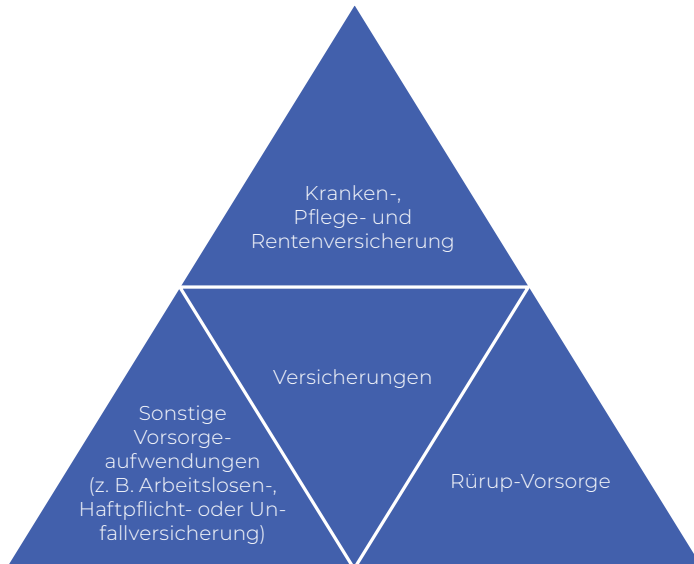 Kranken-,
Pflege- und
Rentenversicherung
Versicherungen
Sonstige
Vorsorge-
aufwendungen
(z. B. Arbeitslosen-,
Haftpflicht- oder Un-
fallversicherung)
Rürup-Vorsorge